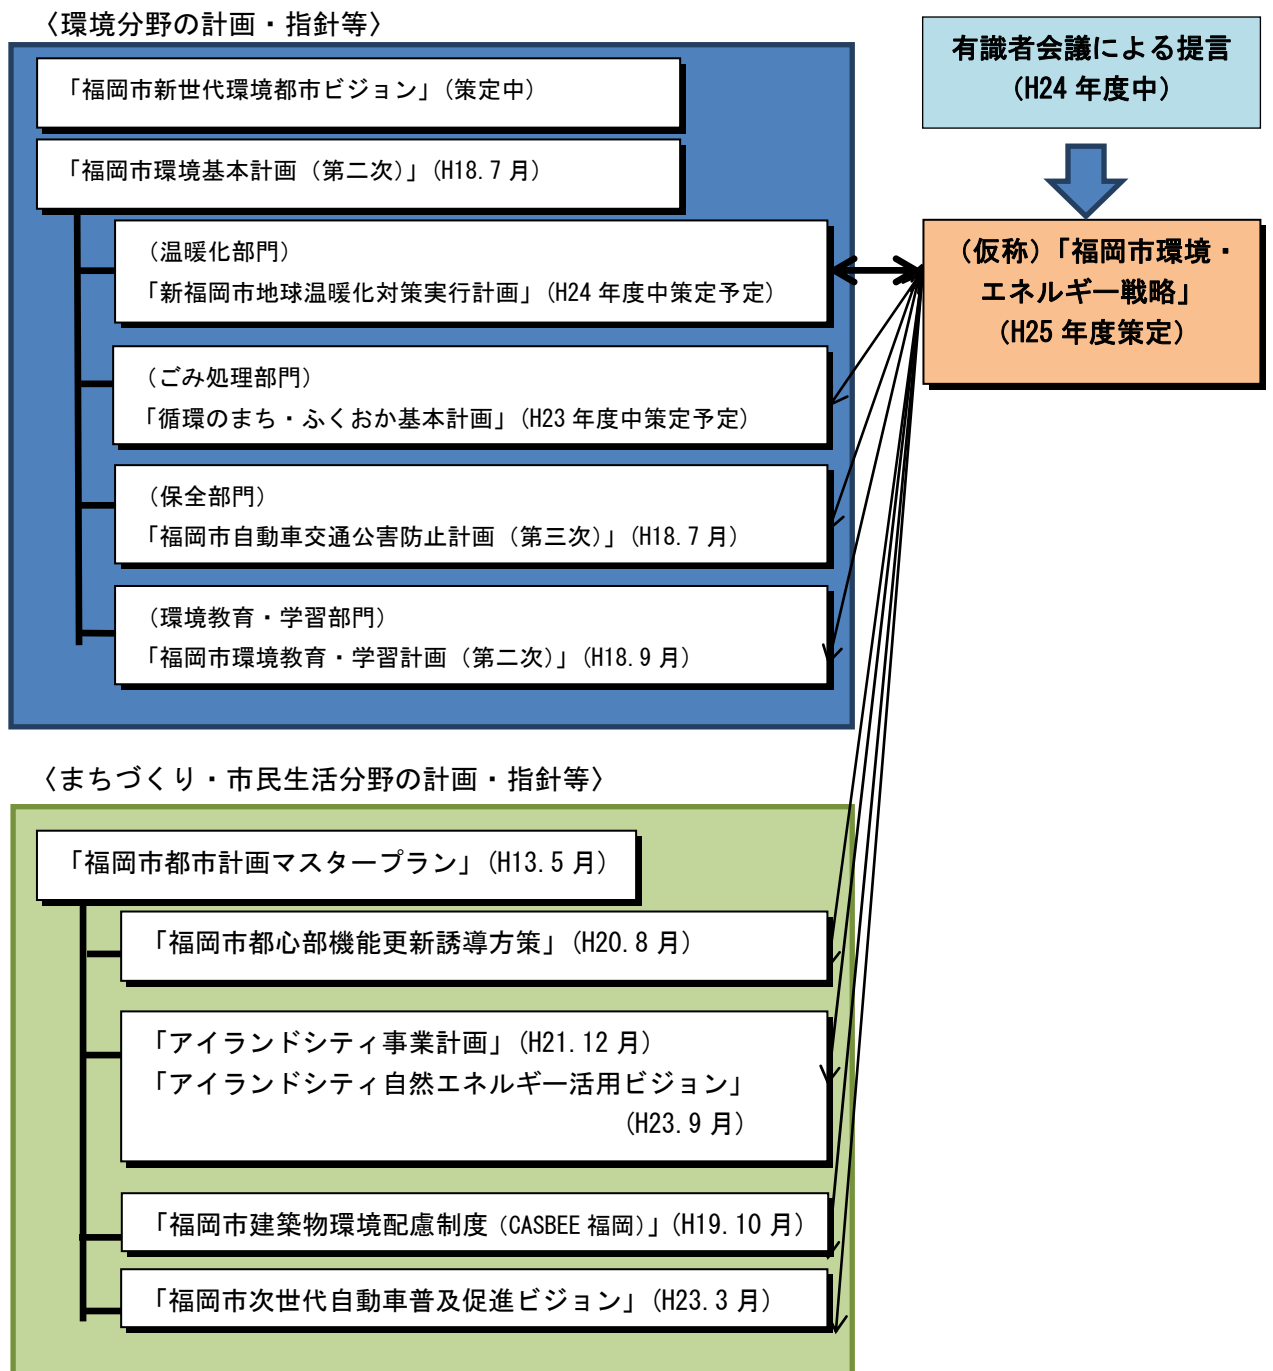 〈環境分野の計画・指針等〉
「福岡市新世代環境都市ビジョン」(策定中)
「福岡市環境基本計画（第二次）」(H18.7月)
（温暖化部門）
「新福岡市地球温暖化対策実行計画」(H24年度中策定予定)
（ごみ処理部門）
「循環のまち・ふくおか基本計画」(H23年度中策定予定)
（保全部門）
「福岡市自動車交通公害防止計画（第三次）」(H18.7月)
（環境教育・学習部門）
「福岡市環境教育・学習計画（第二次）」(H18.9月)
有識者会議による提言
(H24年度中)
（仮称）「福岡市環境・
エネルギー戦略」
(H25年度策定)
〈まちづくり・市民生活分野の計画・指針等〉
「福岡市都市計画マスタープラン」(H13.5月)
「福岡市都心部機能更新誘導方策」(H20.8月)
「アイランドシティ事業計画」(H21.12月)
「アイランドシティ自然エネルギー活用ビジョン」
(H23.9月)
「福岡市建築物環境配慮制度（CASBEE福岡）」(H19.10月)
「福岡市次世代自動車普及促進ビジョン」(H23.3月)